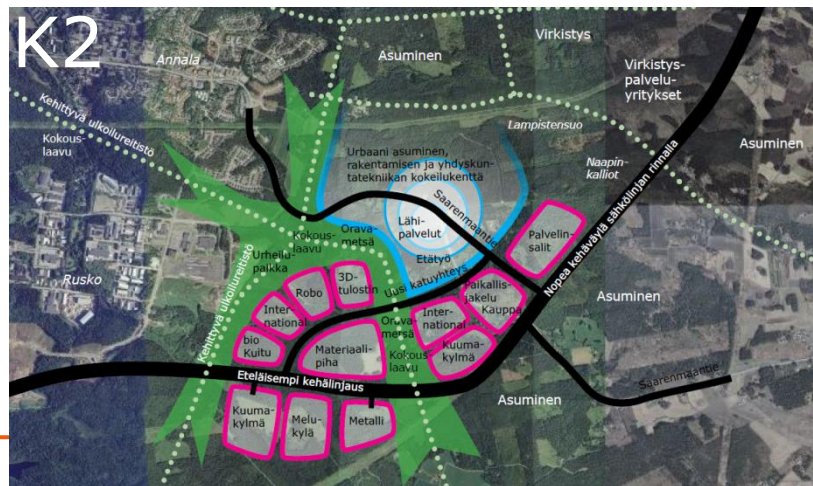 K2
Annala
Asuminen
Virkistys
Virkistys-
palvelu-
yritykset
Kehittyvä ulkoilureitistö
Kokous-
laavu
Lampistensuo
Asuminen
Urbaani asuminen,
rakentamisen ja yhdyskun-
tatekniikan kokeilukenttä
Naapin-
kalliot
Nopea kehäväylä sähkölinjan rinnalla
Saarenmaantie
Lähi-
palvelut
Kokous-
laavu
Orava-
metsä
Palvelin-
salit
Urheilu-
paikka
Etätyö
Uusi katuyhteys
Rusko
Kehittyvä ulkoilureitistö
3D-
tulostin
Robo
Inter-
national
bio
Kuitu
Materiaali-
piha
Orava-
metsä
Kokous-
laavu
Inter-
national
Paikallis-
jakelu
Kauppa
Kuuma-
kylmä
Asuminen
Eteläisempi kehälinjaus
Saarenmaantie
Asuminen
Kuuma-
kylmä
Melu-
kylä
Metalli